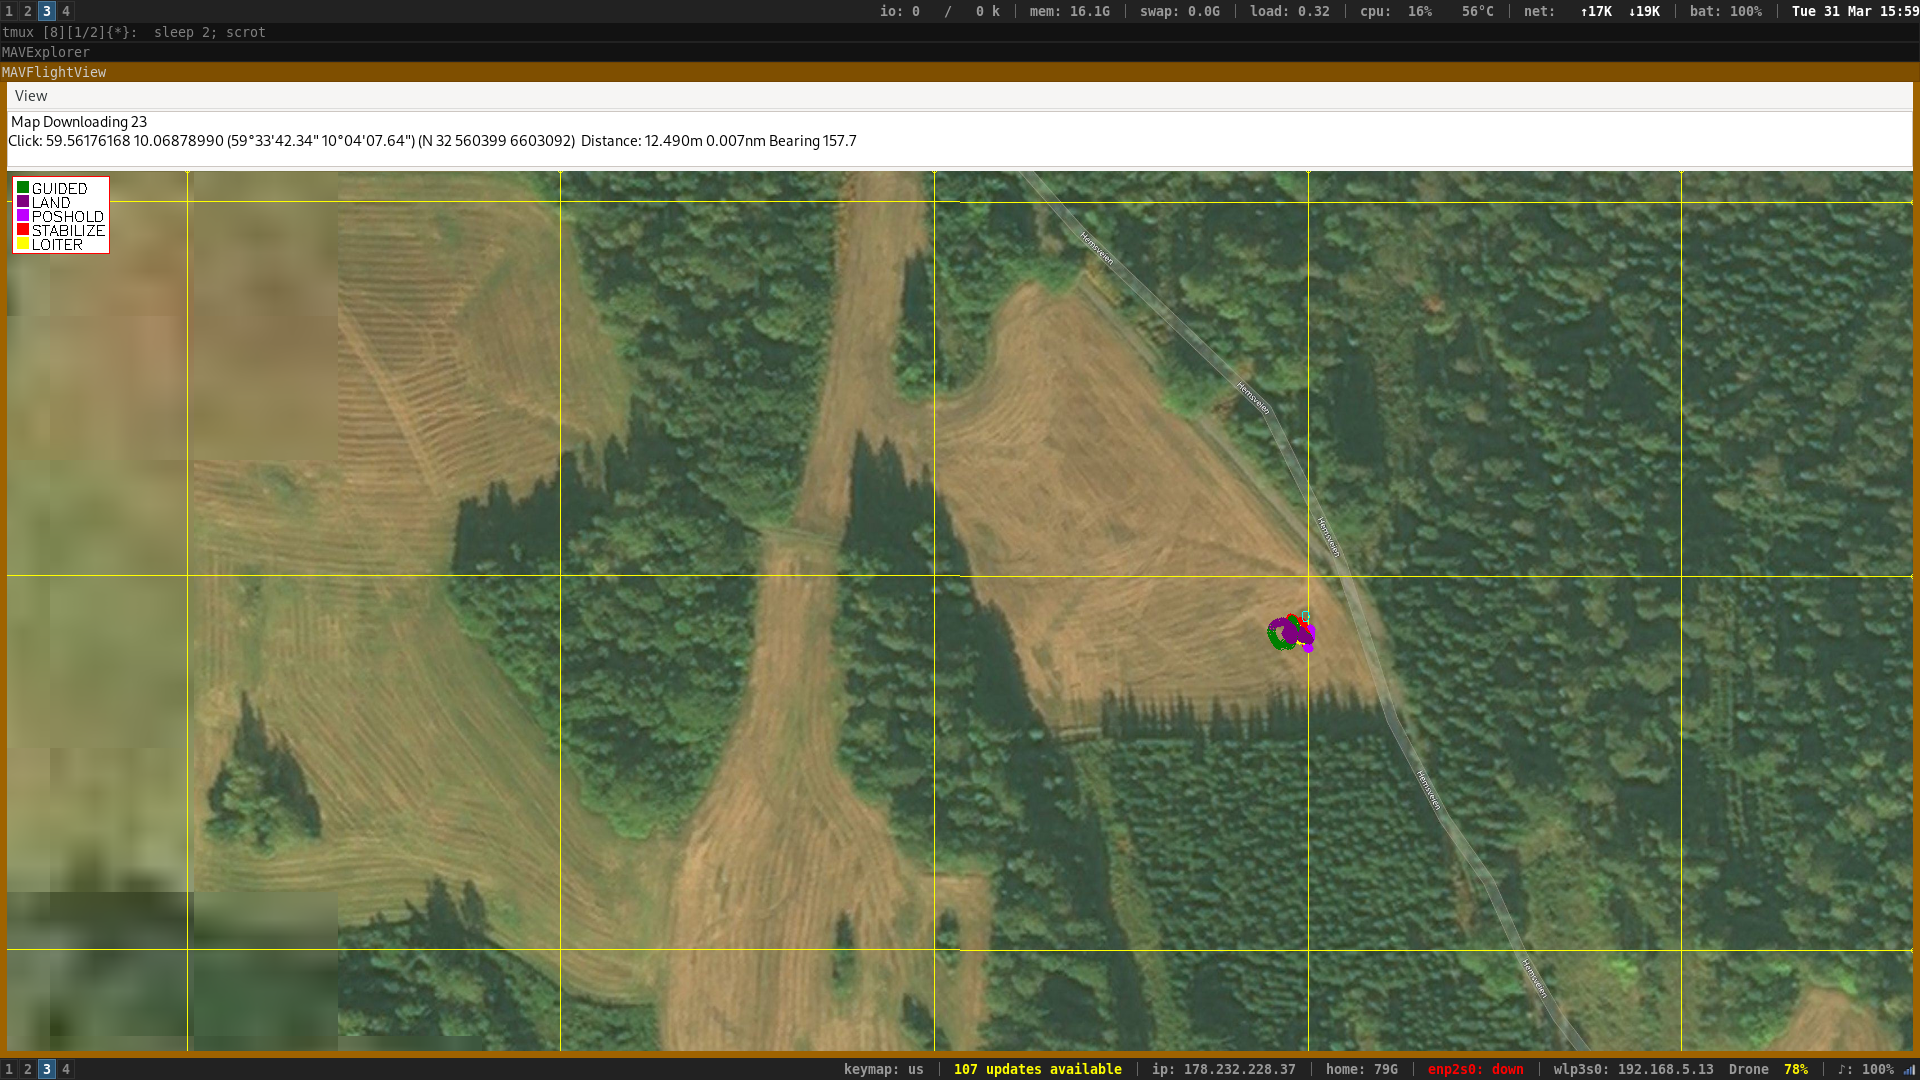 1 2 3 4 io: 0 / 0 k mem: 16.1G swap: 0.0G load: 0.32 cpu: 16% 56°C net: ↑17K ↓19K bat: 100% Tue 31 Mar 15:59
tmux [8][1/2]{*}: sleep 2; scrot
MAVExplorer
MAVFlightView
View
Map Downloading 23
Click: 59.56176168 10.06878990 (59°33'42.34" 10°04'07.64") (N 32 560399 6603092) Distance: 12.490m 0.007nm Bearing 157.7
GUIDED
LAND
POSHOLD
STABILIZE
LOITER
Hemsveien
Hemsveien
Hemsveien
Hemsveien
Hemsveien
1 2 3 4 keymap: us 107 updates available ip: 178.232.228.37 home: 79G enp2s0: down wlp3s0: 192.168.5.13 Drone 78% ♪: 100%